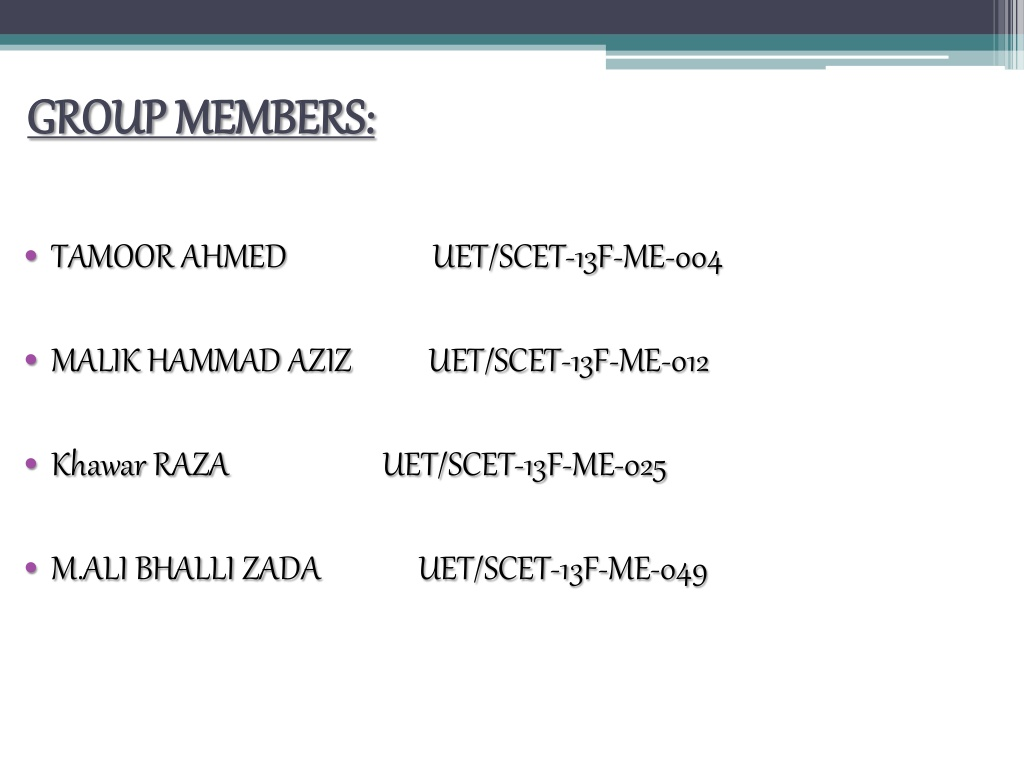 GROUP MEMBERS:
• TAMOOR AHMED UET/SCET-13F-ME-004
• MALIK HAMMAD AZIZ UET/SCET-13F-ME-012
• Khawar RAZA UET/SCET-13F-ME-025
• M.ALI BHALLI ZADA UET/SCET-13F-ME-049